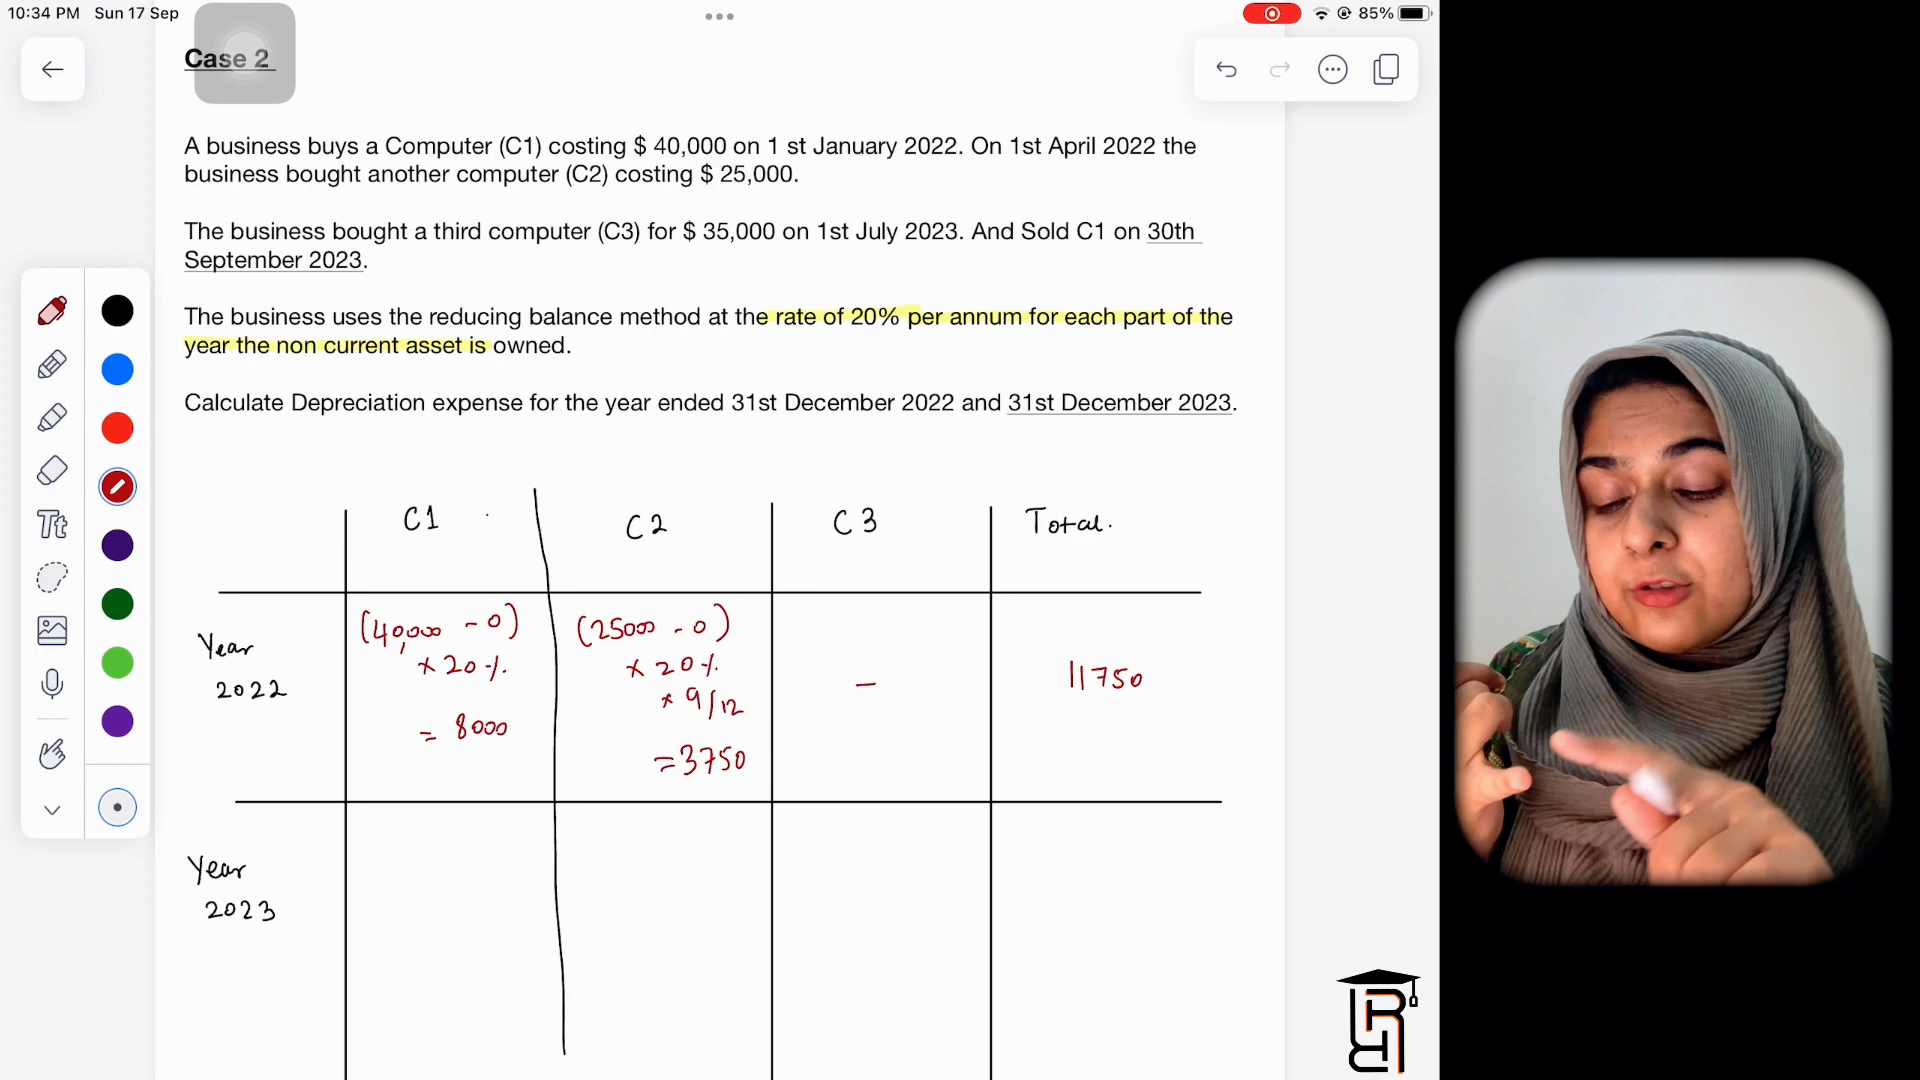 10:34 PM Sun 17 Sep
85%
Case 2
A business buys a Computer (C1) costing $ 40,000 on 1 st January 2022. On 1st April 2022 the
business bought another computer (C2) costing $ 25,000.
The business bought a third computer (C3) for $ 35,000 on 1st July 2023. And Sold C1 on 30th
September 2023.
The business uses the reducing balance method at the rate of 20% per annum for each part of the
year the non current asset is owned.
Calculate Depreciation expense for the year ended 31st December 2022 and 31st December 2023.
Tt
C1 C2 C3 Total.
Year
2022
(40,000 - 0)
× 20%
= 8000
(25000 - 0)
× 20%
× 9/12
= 3750
-
11750
Year
2023